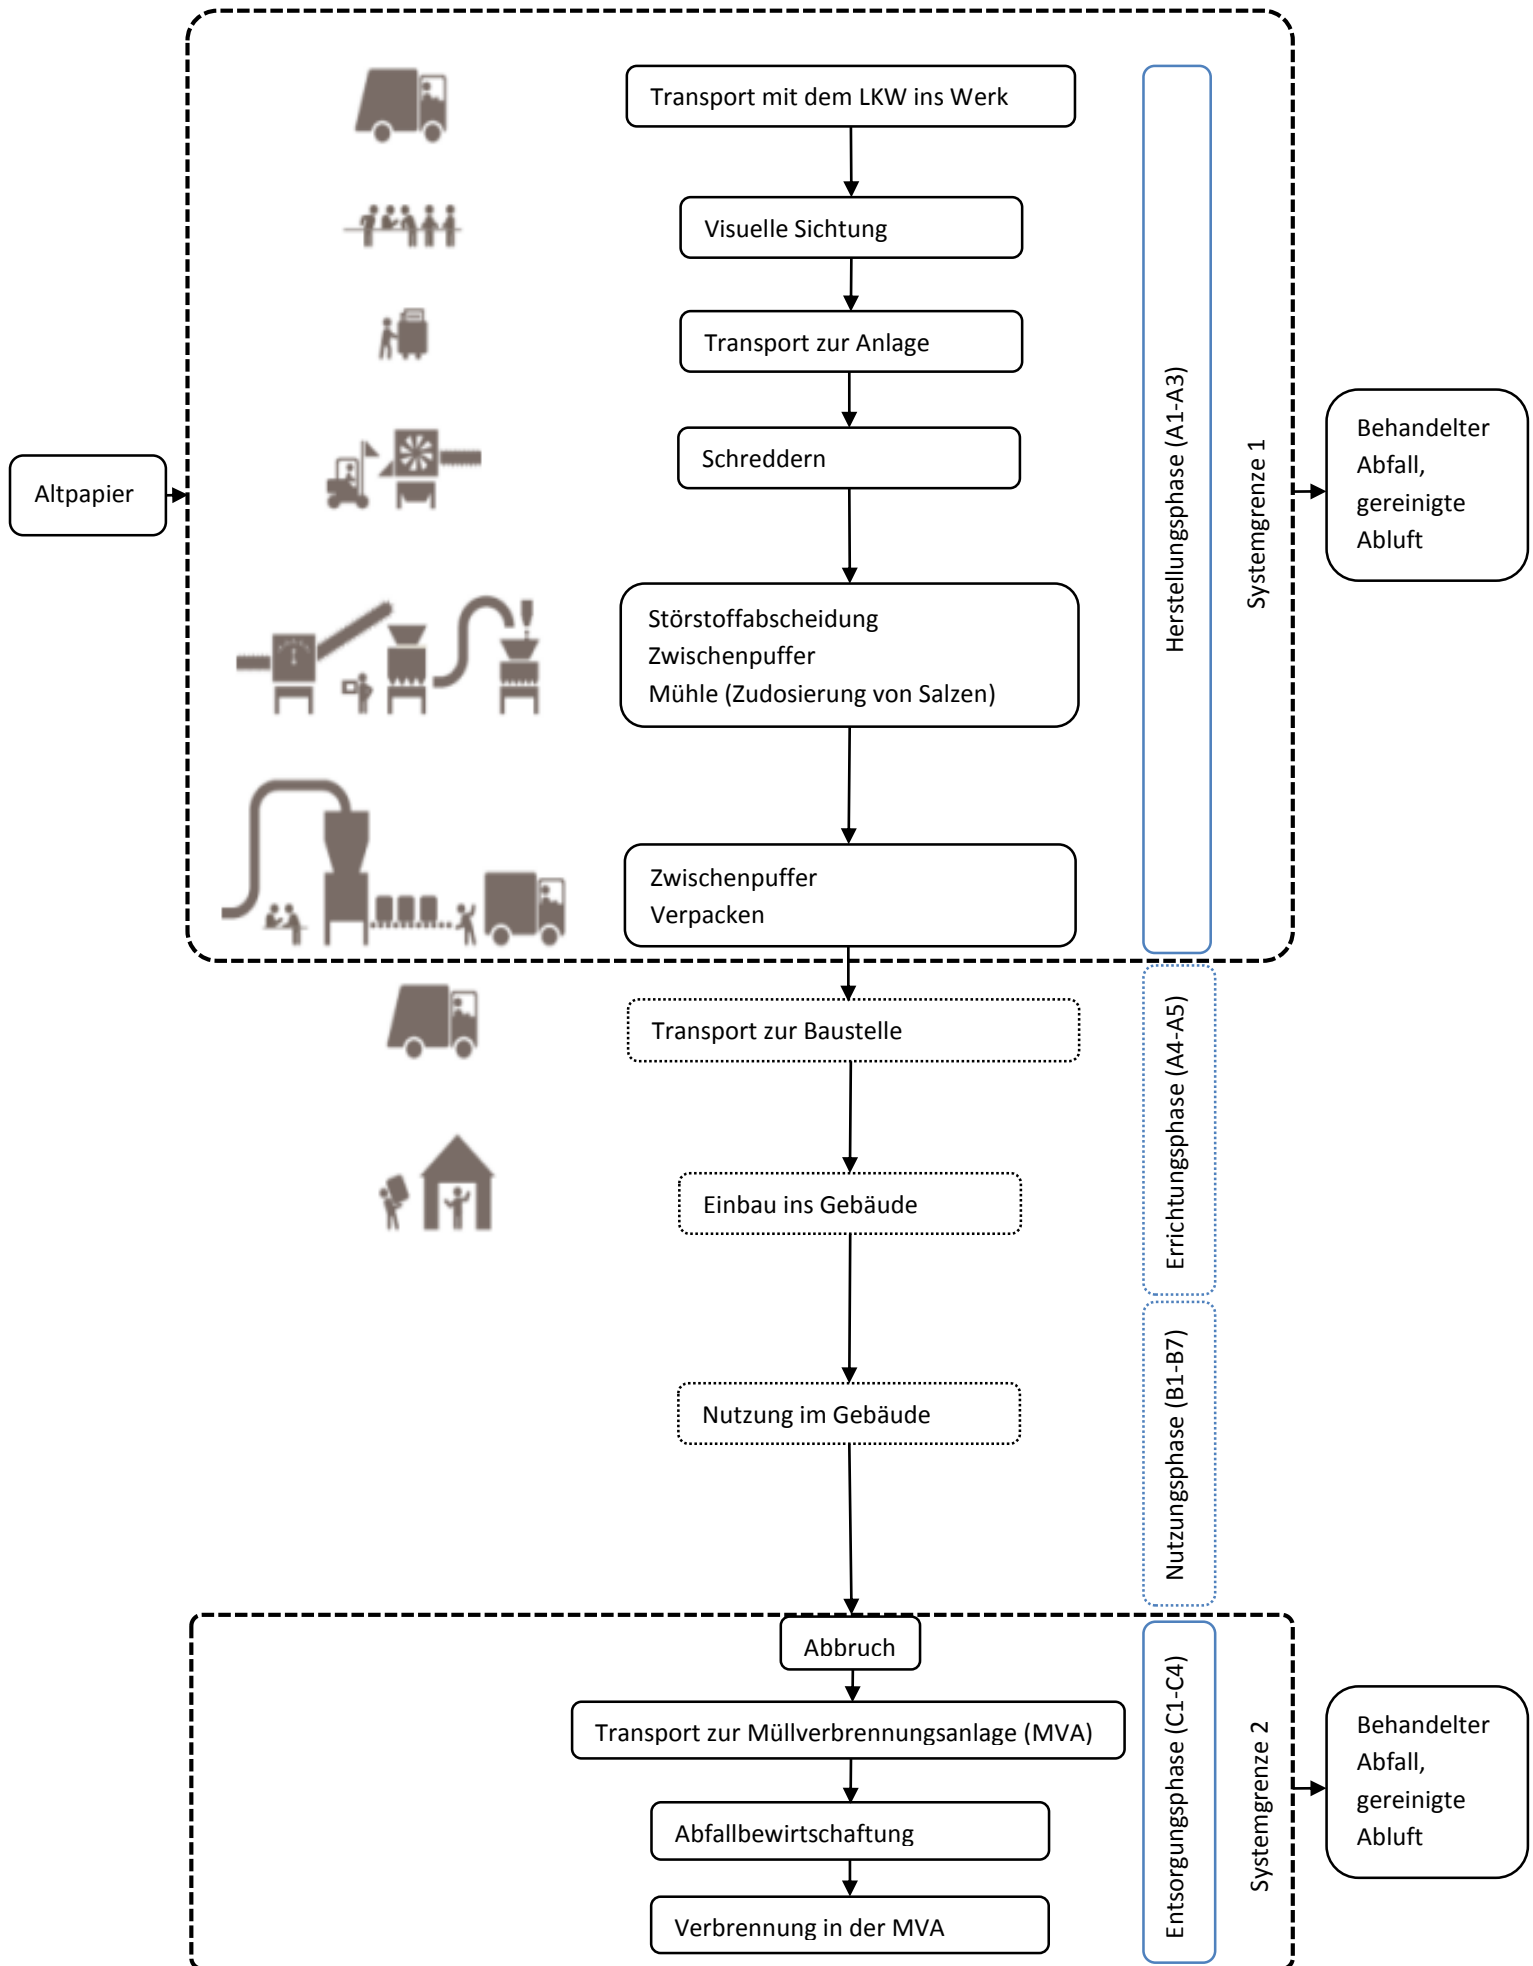 Transport mit dem LKW ins Werk
Visuelle Sichtung
Transport zur Anlage
Schreddern
Altpapier
Störstoffabscheidung
Zwischenpuffer
Mühle (Zudosierung von Salzen)
Zwischenpuffer
Verpacken
Herstellungsphase (A1-A3)
Systemgrenze 1
Behandelter
Abfall,
gereinigte
Abluft
Transport zur Baustelle
Einbau ins Gebäude
Errichtungsphase (A4-A5)
Nutzung im Gebäude
Nutzungsphase (B1-B7)
Abbruch
Transport zur Müllverbrennungsanlage (MVA)
Abfallbewirtschaftung
Verbrennung in der MVA
Entsorgungsphase (C1-C4)
Systemgrenze 2
Behandelter
Abfall,
gereinigte
Abluft